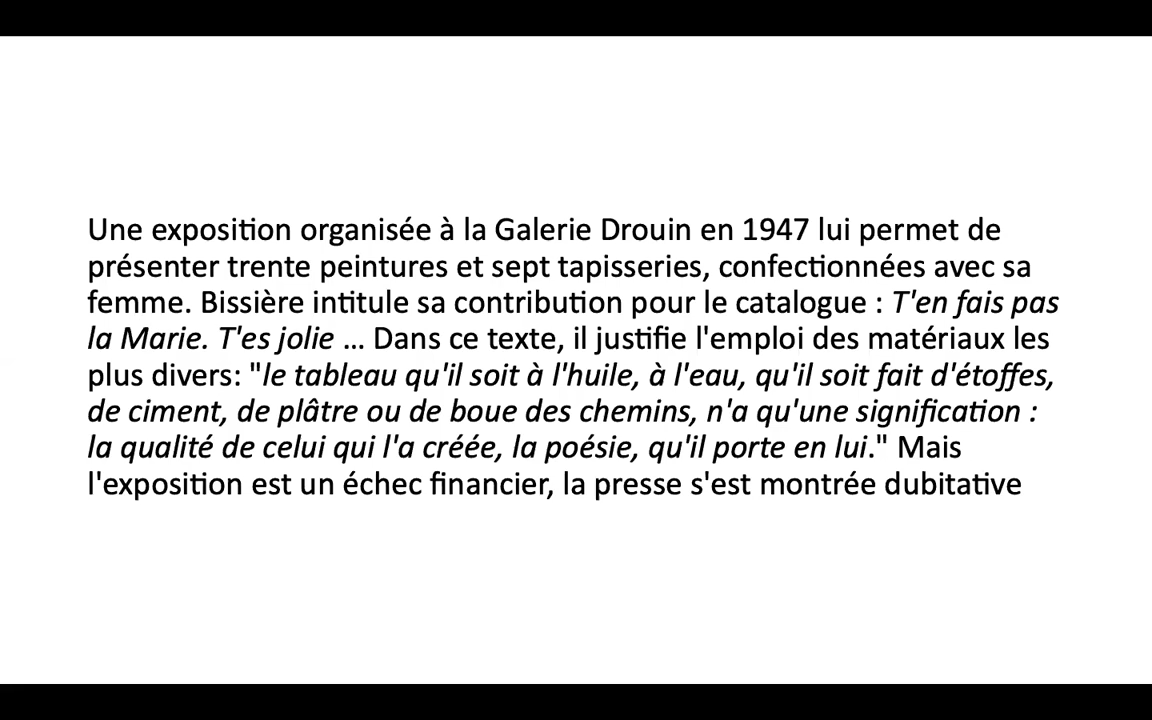 Une exposition organisée à la Galerie Drouin en 1947 lui permet de
présenter trente peintures et sept tapisseries, confectionnées avec sa
femme. Bissière intitule sa contribution pour le catalogue : T'en fais pas
la Marie. T'es jolie ... Dans ce texte, il justifie l'emploi des matériaux les
plus divers: "le tableau qu'il soit à l'huile, à l'eau, qu'il soit fait d'étoffes,
de ciment, de plâtre ou de boue des chemins, n'a qu'une signification :
la qualité de celui qui l'a créée, la poésie, qu'il porte en lui." Mais
l'exposition est un échec financier, la presse s'est montrée dubitative